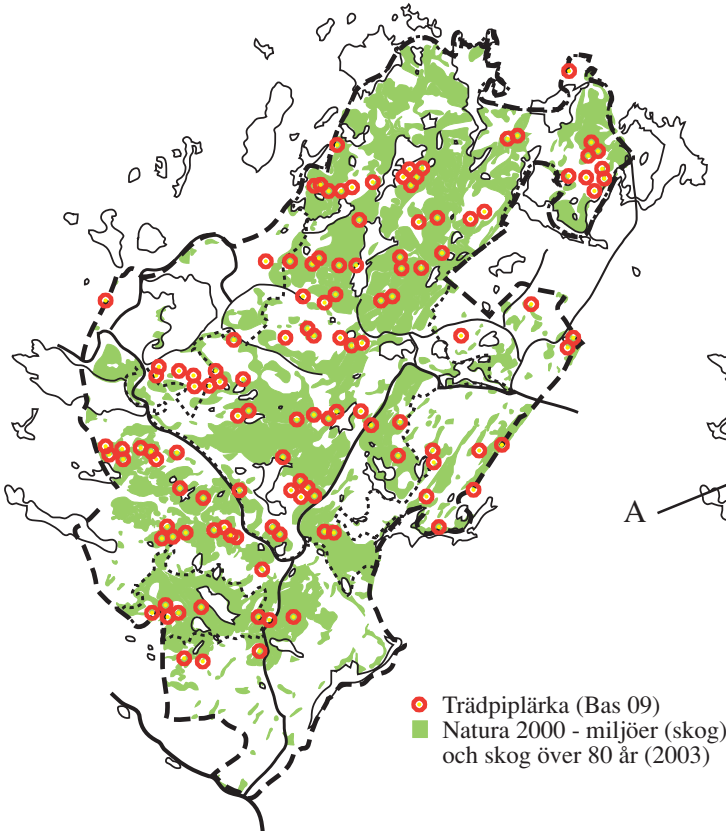 A
Trädpiplärka (Bas 09)
Natura 2000 - miljöer (skog)
och skog över 80 år (2003)